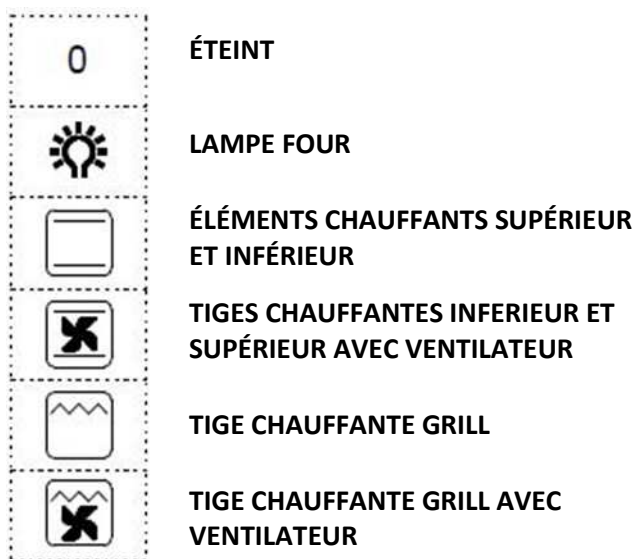 0
ÉTEINT
LAMPE FOUR
ÉLÉMENTS CHAUFFANTS SUPÉRIEUR
ET INFÉRIEUR
TIGES CHAUFFANTES INFERIEUR ET
SUPÉRIEUR AVEC VENTILATEUR
TIGE CHAUFFANTE GRILL
TIGE CHAUFFANTE GRILL AVEC
VENTILATEUR